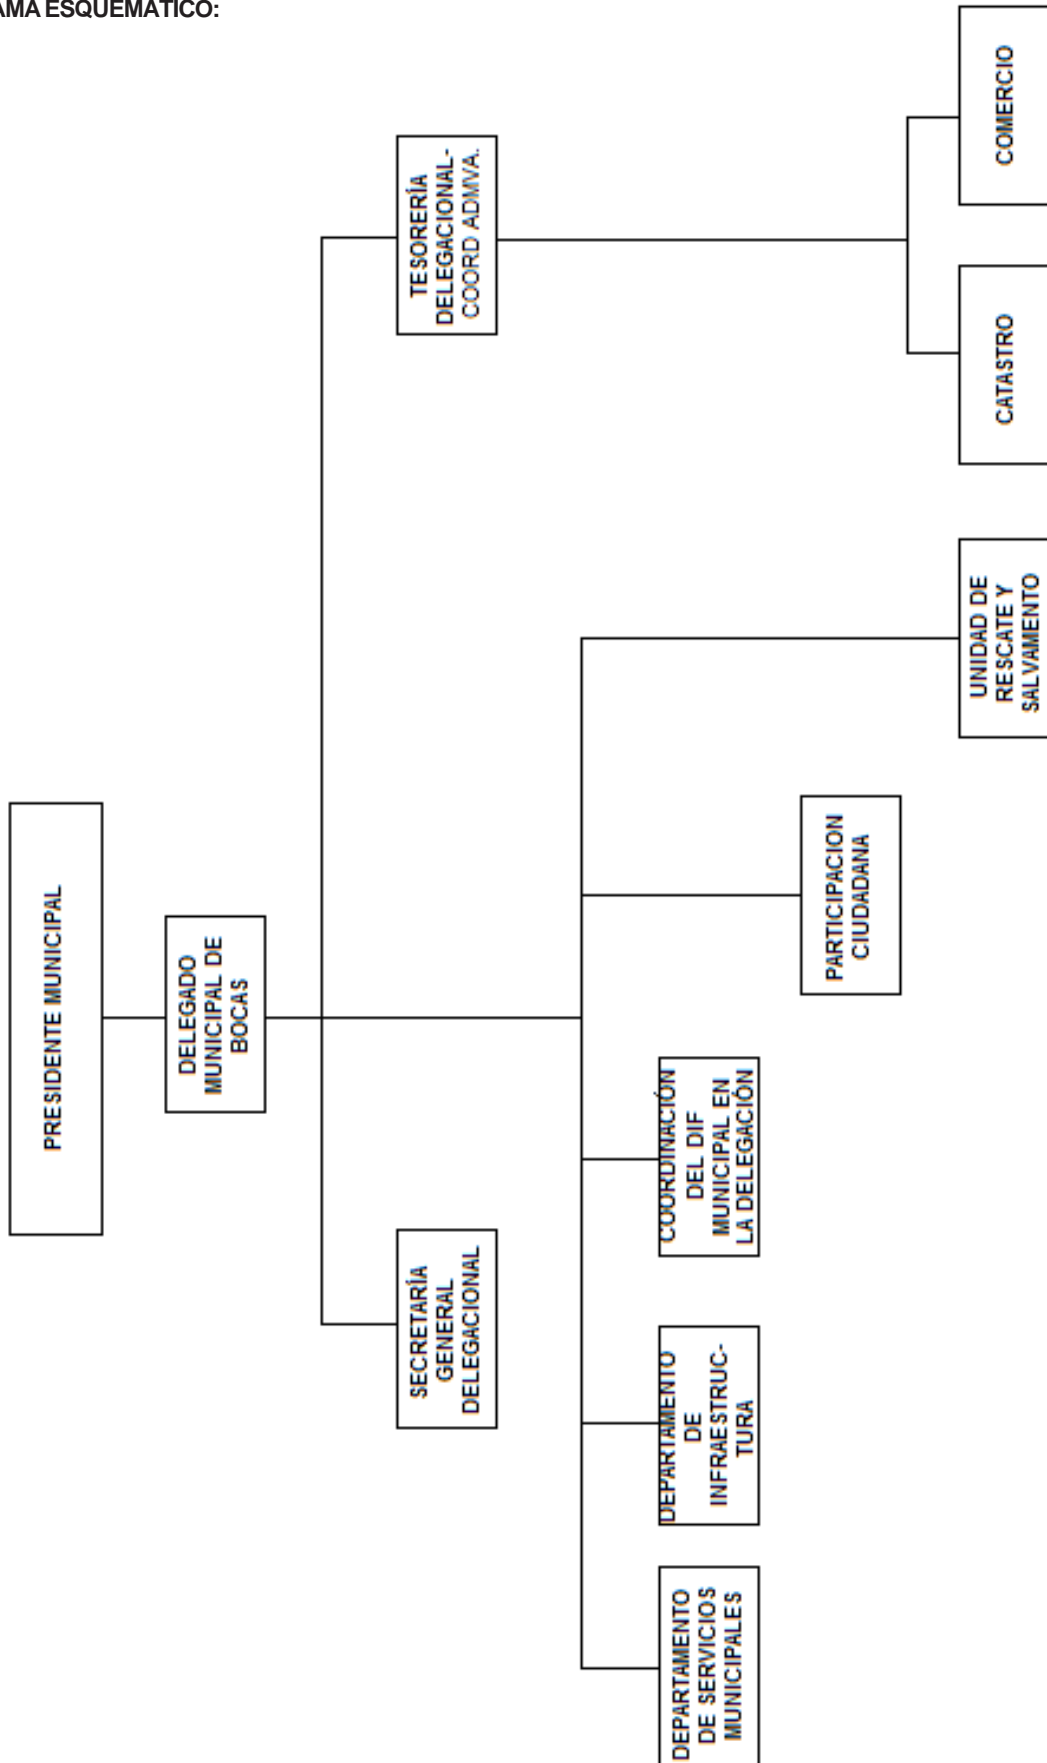 AMA ESQUEMATICO:
PRESIDENTE MUNICIPAL
DELEGADO
MUNICIPAL DE
BOCAS
SECRETARÍA
GENERAL
DELEGACIONAL
TESORERÍA
DELEGACIONAL-
COORD ADMVA.
DEPARTAMENTO
DE SERVICIOS
MUNICIPALES
DEPARTAMENTO
DE
INFRAESTRUC-
TURA
COORDINACIÓN
DEL DIF
MUNICIPAL EN
LA DELEGACIÓN
PARTICIPACION
CIUDADANA
UNIDAD DE
RESCATE Y
SALVAMENTO
CATASTRO
COMERCIO